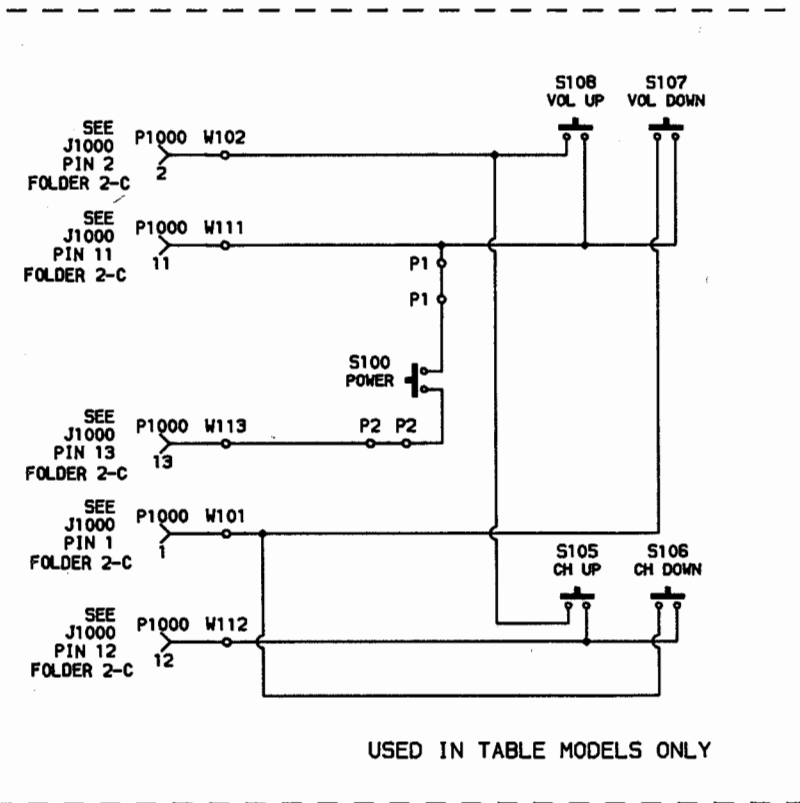 S108 S107
VOL UP VOL DOWN
SEE
J1000 P1000 W102
PIN 2 2
FOLDER 2-C
SEE
J1000 P1000 W111
PIN 11 11
FOLDER 2-C
P1
P1
S100
POWER
SEE
J1000 P1000 W113 P2 P2
PIN 13 13
FOLDER 2-C
SEE
J1000 P1000 W101
PIN 1 1
FOLDER 2-C
S105 S106
CH UP CH DOWN
SEE
J1000 P1000 W112
PIN 12 12
FOLDER 2-C
USED IN TABLE MODELS ONLY